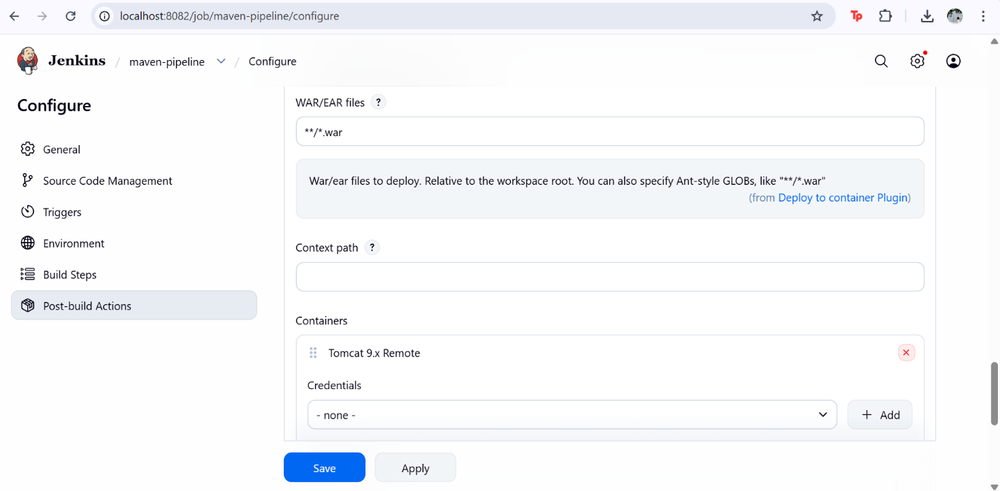 localhost:8082/job/maven-pipeline/configure
Tp
Jenkins / maven-pipeline / Configure
Configure
General
Source Code Management
Triggers
Environment
Build Steps
Post-build Actions
WAR/EAR files ?
**/*.war
War/ear files to deploy. Relative to the workspace root. You can also specify Ant-style GLOBs, like "**/*.war"
(from Deploy to container Plugin)
Context path ?
Containers
Tomcat 9.x Remote
Credentials
- none -
+ Add
Save
Apply